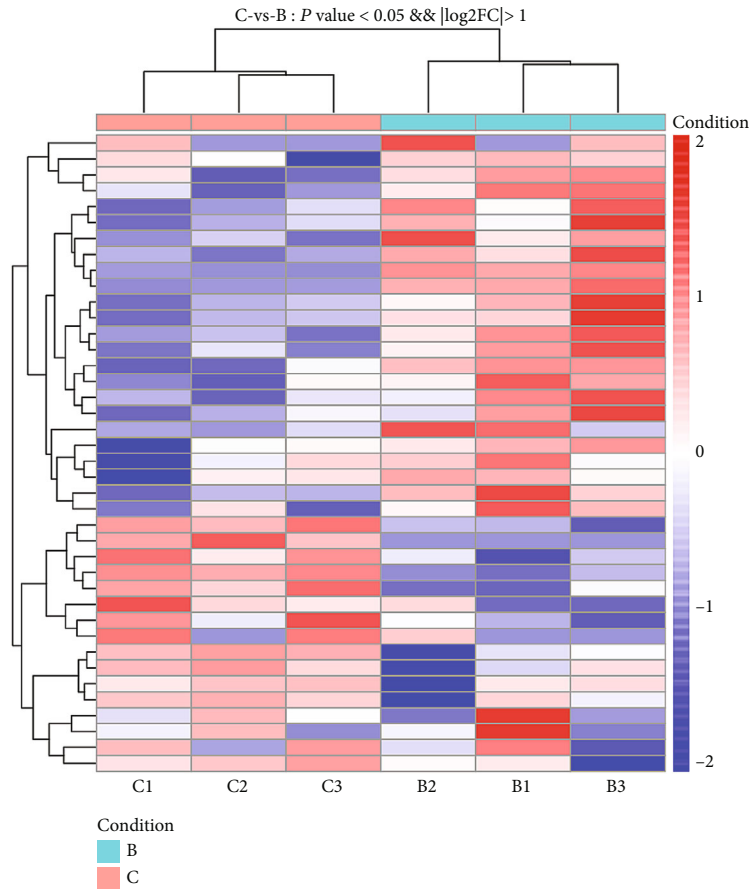 C-vs-B : P value < 0.05 && |log2FC|> 1
Condition
2
1
0
–1
–2
C1 C2 C3 B2 B1 B3
Condition
B
C